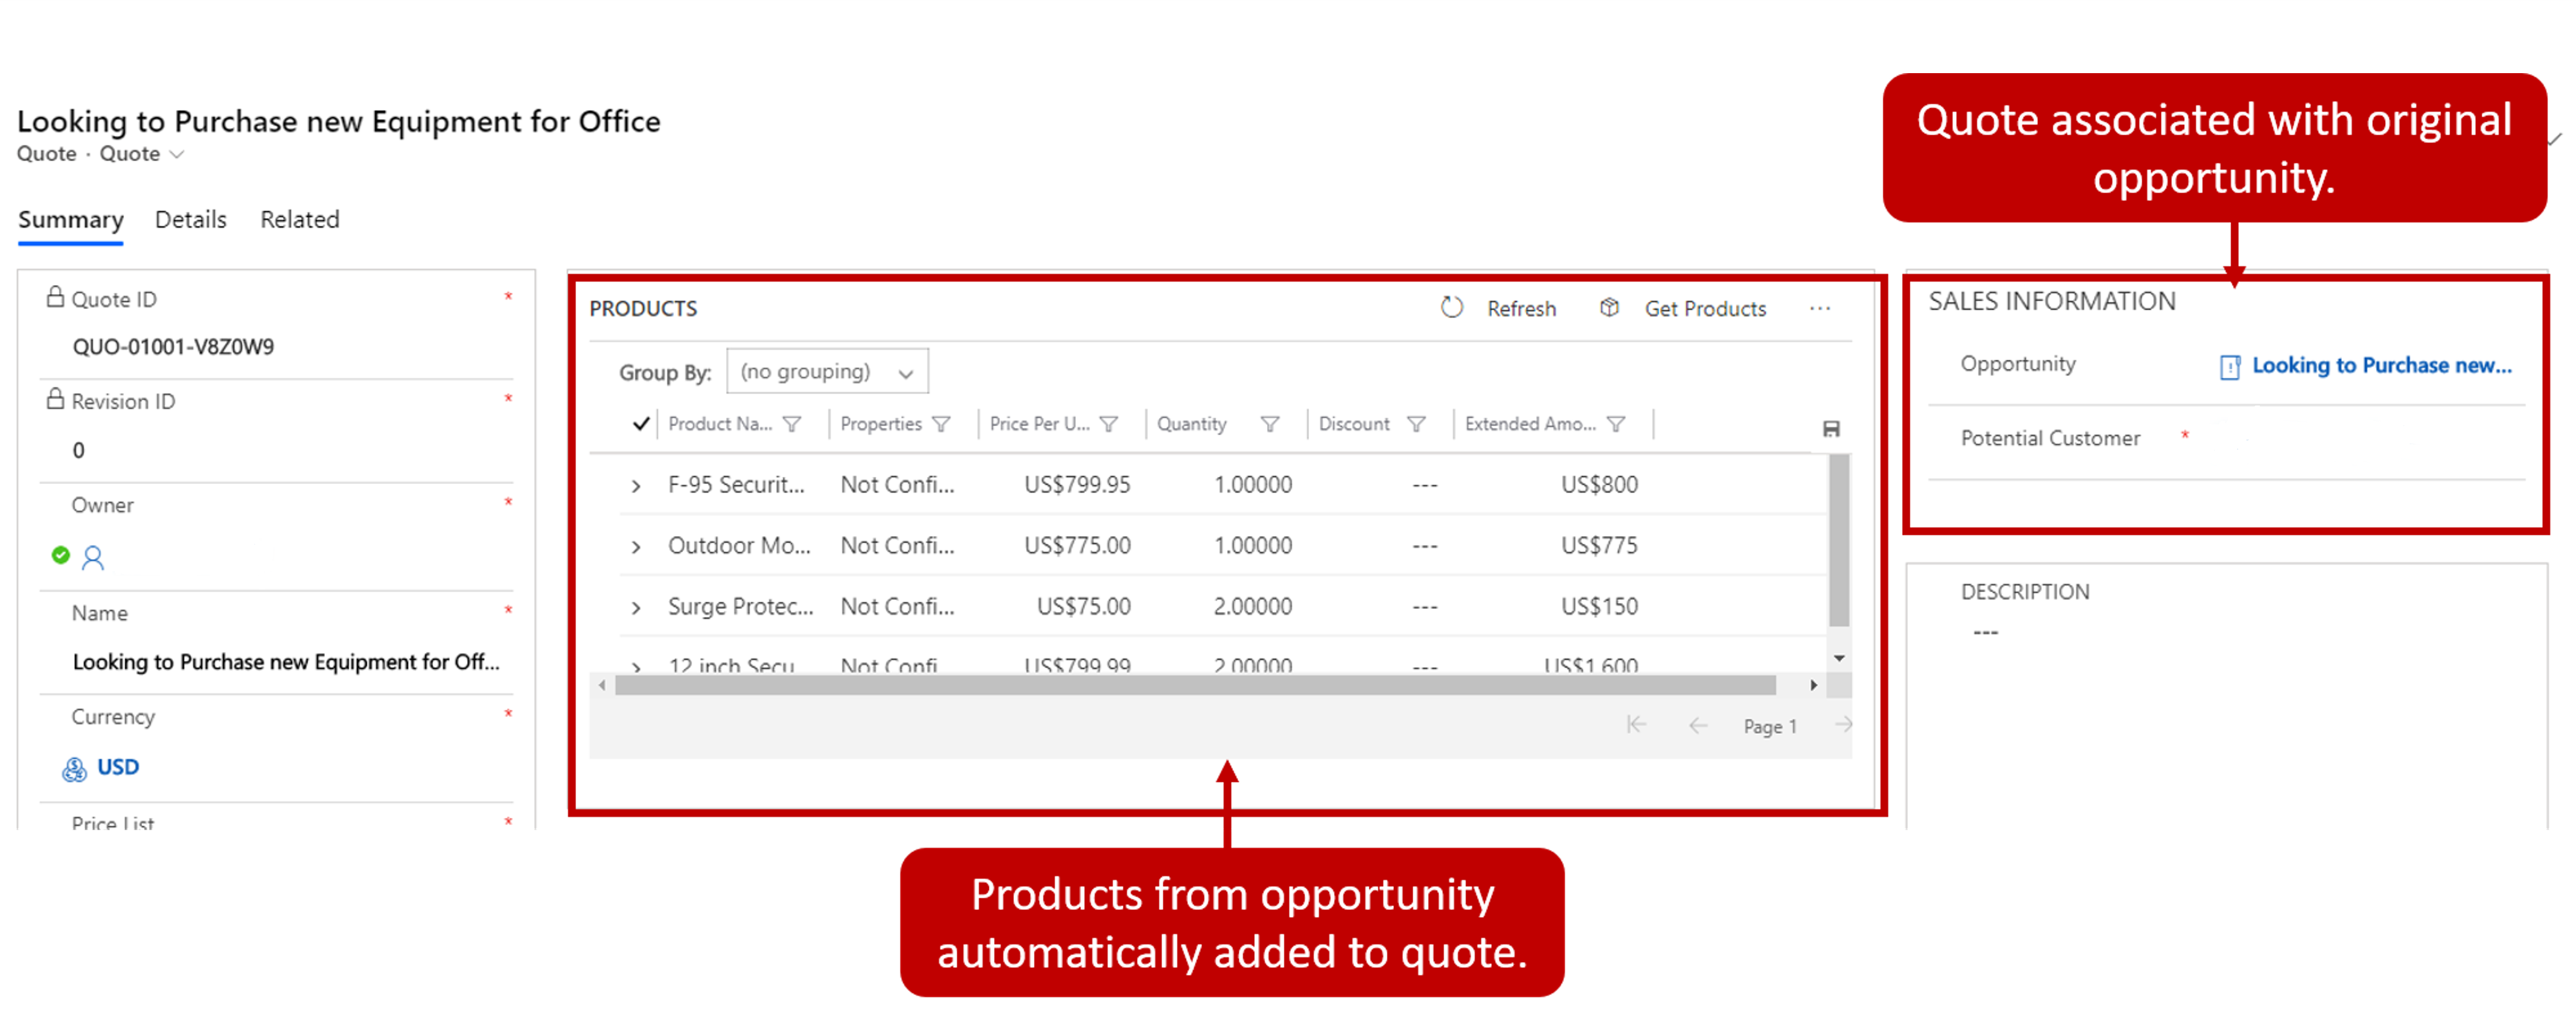 Quote associated with original
opportunity.
Looking to Purchase new Equipment for Office
Quote · Quote
Summary Details Related
Quote ID *
QUO-01001-V8Z0W9
Revision ID *
0
Owner *
Name *
Looking to Purchase new Equipment for Off...
Currency *
USD
Price List *
PRODUCTS Refresh Get Products ...
Group By: (no grouping)
Product Na... Properties Price Per U... Quantity Discount Extended Amo...
F-95 Securit... Not Confi... US$799.95 1.00000 --- US$800
Outdoor Mo... Not Confi... US$775.00 1.00000 --- US$775
Surge Protec... Not Confi... US$75.00 2.00000 --- US$150
12 inch Secu Not Confi US$799.99 2.00000 --- US$1,600
Page 1
SALES INFORMATION
Opportunity Looking to Purchase new...
Potential Customer *
DESCRIPTION
---
Products from opportunity
automatically added to quote.